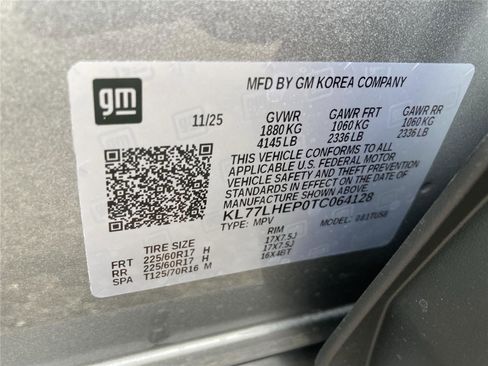 gm
MFD BY GM KOREA COMPANY
11/25 GVWR GAWR FRT GAWR RR
1880 KG 1060 KG 1060 KG
4145 LB 2336 LB 2336 LB
THIS VEHICLE CONFORMS TO ALL
APPLICABLE U.S. FEDERAL MOTOR
VEHICLE SAFETY AND THEFT PREVENTION
STANDARDS IN EFFECT ON THE DATE OF
MANUFACTURE SHOWN ABOVE.
KL77LHEP0TC064128
TYPE: MPV
TIRE SIZE RIM
FRT 225/60R17 H 17X7.5J
RR 225/60R17 H 17X7.5J
SPA T125/70R16 M 16X4BT